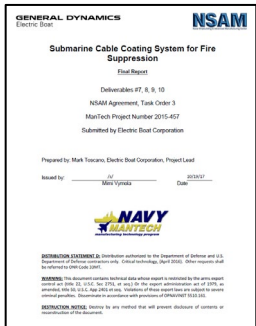 GENERAL DYNAMICS
Electric Boat
NSAM
Submarine Cable Coating System for Fire
Suppression
Final Report
Deliverables #7, 8, 9, 10
NSAM Agreement, Task Order 3
ManTech Project Number 2015-457
Submitted by Electric Boat Corporation
Prepared by: Mark Toscano, Electric Boat Corporation, Project Lead
Issued by: /s/ 10/19/17
Mimi Vymola Date
NAVY
MANTECH
manufacturing technology program
DISTRIBUTION STATEMENT D: Distribution authorized to the Department of Defense and U.S.
Department of Defense contractors only. Critical technology, (April 2016). Other requests shall
be referred to ONR Code 03MT.
WARNING: This document contains technical data whose export is restricted by the arms export
control act (title 22, U.S.C. Sec 2751, et seq.) Or the export administration act of 1979, as
amended, title 50, U.S.C. App 2401 et seq. Violations of these export laws are subject to severe
criminal penalties. Disseminate in accordance with provisions of OPNAVINST 5510.161.
DESTRUCTION NOTICE: Destroy by any method that will prevent disclosure of contents or
reconstruction of the document.